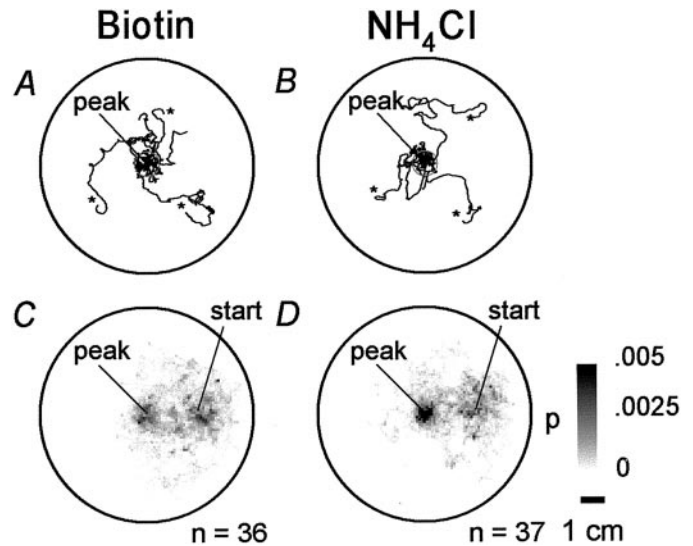 Biotin
NH₄Cl
A
B
peak
peak
*
*
*
*
*
*
C
D
start
start
peak
peak
p
.005
.0025
0
n = 36
n = 37
1 cm